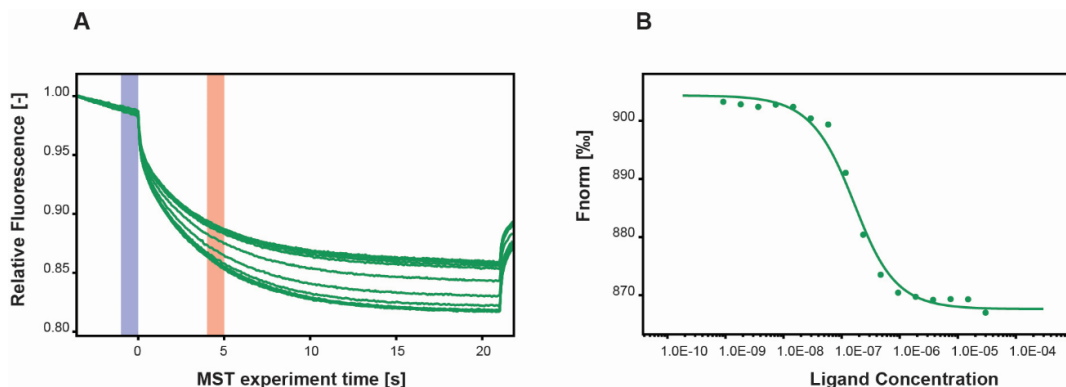 A
B
Relative Fluorescence [-]
1.00
0.95
0.90
0.85
0.80
0
5
10
15
20
MST experiment time [s]
Fnorm [‰]
900
890
880
870
1.0E-10
1.0E-09
1.0E-08
1.0E-07
1.0E-06
1.0E-05
1.0E-04
Ligand Concentration